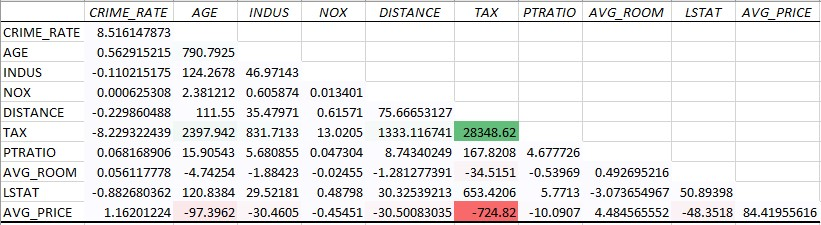 CRIME_RATE AGE INDUS NOX DISTANCE TAX PTRATIO AVG_ROOM LSTAT AVG_PRICE
CRIME_RATE 8.516147873
AGE 0.562915215 790.7925
INDUS -0.110215175 124.2678 46.97143
NOX 0.000625308 2.381212 0.605874 0.013401
DISTANCE -0.229860488 111.55 35.47971 0.61571 75.66653127
TAX -8.229322439 2397.942 831.7133 13.0205 1333.116741 28348.62
PTRATIO 0.068168906 15.90543 5.680855 0.047304 8.74340249 167.8208 4.677726
AVG_ROOM 0.056117778 -4.74254 -1.88423 -0.02455 -1.281277391 -34.5151 -0.53969 0.492695216
LSTAT -0.882680362 120.8384 29.52181 0.48798 30.32539213 653.4206 5.7713 -3.073654967 50.89398
AVG_PRICE 1.16201224 -97.3962 -30.4605 -0.45451 -30.50083035 -724.82 -10.0907 4.484565552 -48.3518 84.41955616